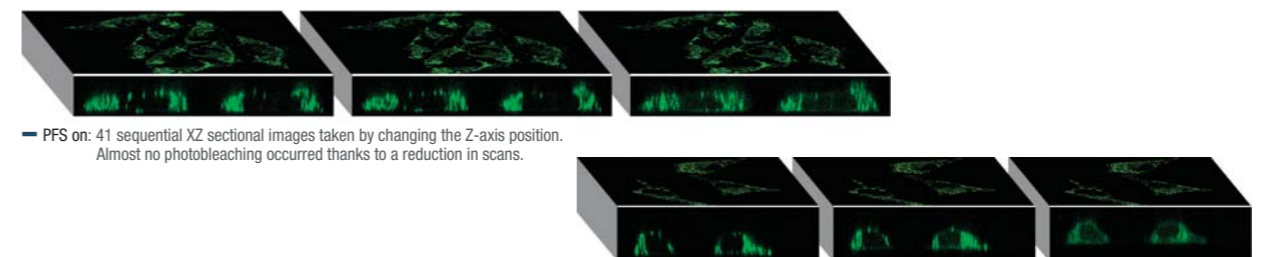 PFS on: 41 sequential XZ sectional images taken by changing the Z-axis position.
Almost no photobleaching occurred thanks to a reduction in scans.